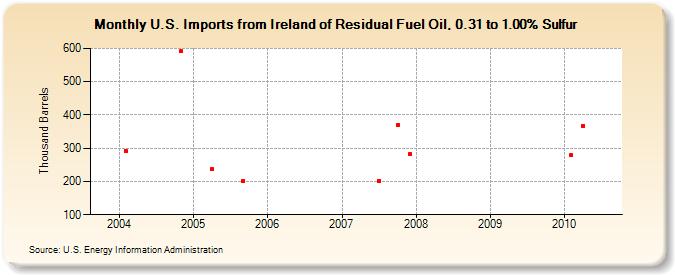 Monthly U.S. Imports from Ireland of Residual Fuel Oil, 0.31 to 1.00% Sulfur
Thousand Barrels
600
500
400
300
200
100
2004 2005 2006 2007 2008 2009 2010
Source: U.S. Energy Information Administration